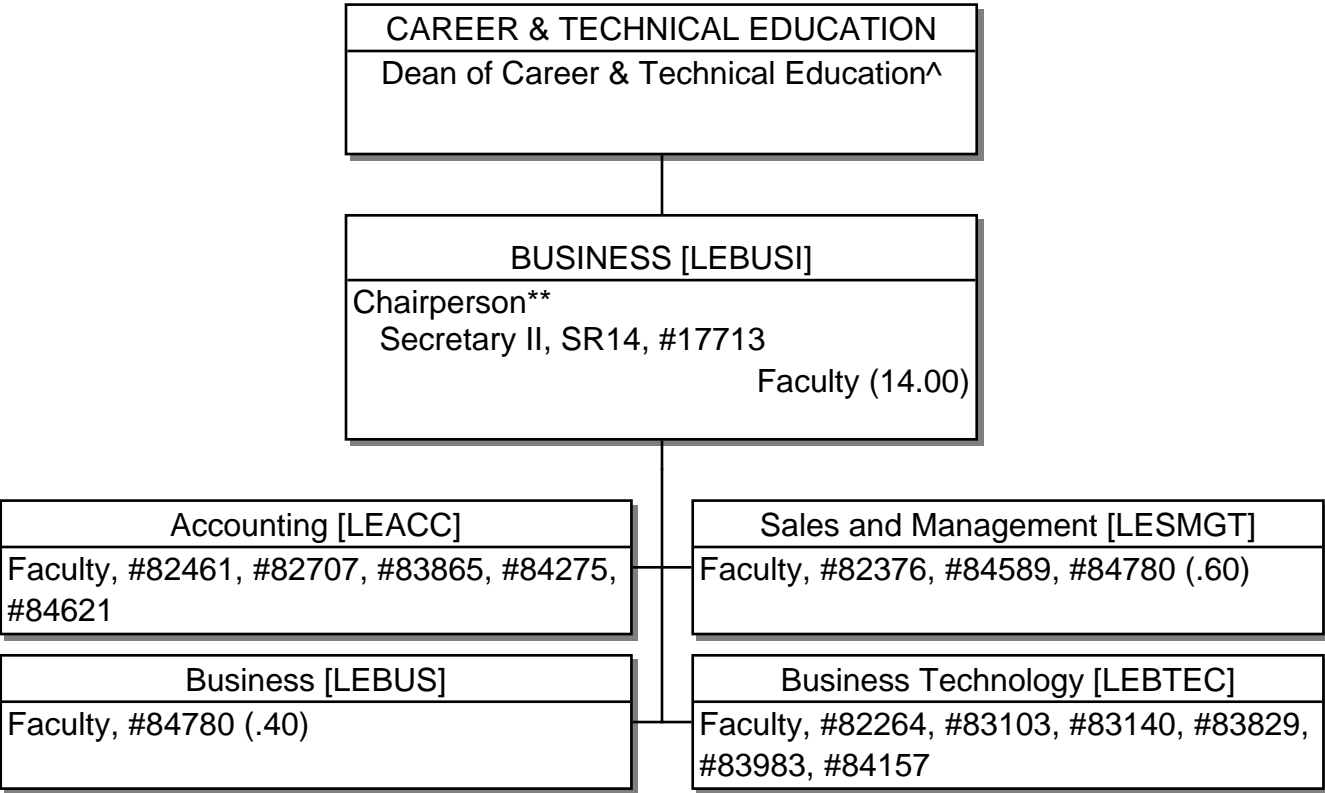 CAREER & TECHNICAL EDUCATION
Dean of Career & Technical Education^
BUSINESS [LEBUSI]
Chairperson**
Secretary II, SR14, #17713
Faculty (14.00)
Accounting [LEACC]
Faculty, #82461, #82707, #83865, #84275,
#84621
Sales and Management [LESMGT]
Faculty, #82376, #84589, #84780 (.60)
Business [LEBUS]
Faculty, #84780 (.40)
Business Technology [LEBTEC]
Faculty, #82264, #83103, #83140, #83829,
#83983, #84157